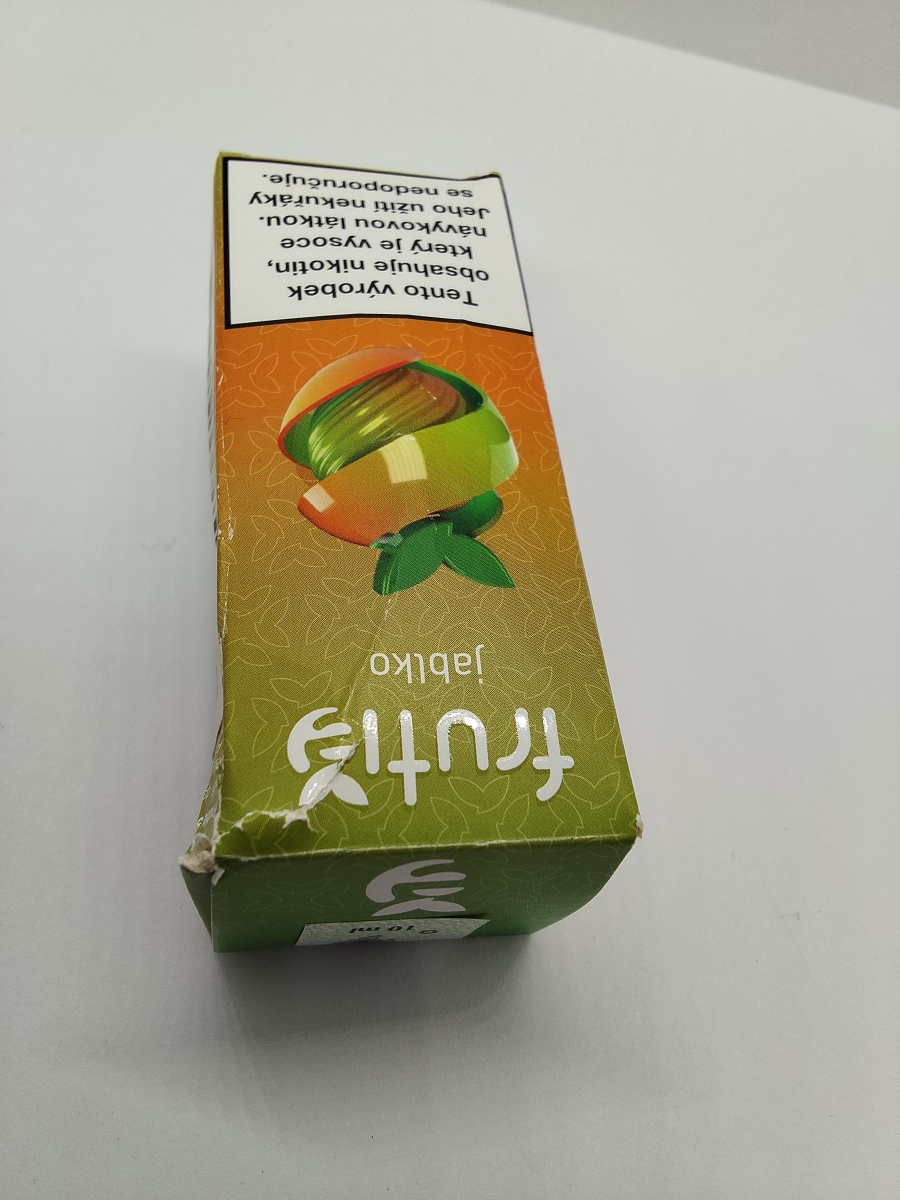 frutie
jablko
Tento výrobek
obsahuje nikotin,
který je vysoce
návykovou látkou.
Jeho užití nekuřáky
se nedoporučuje.
10 ml